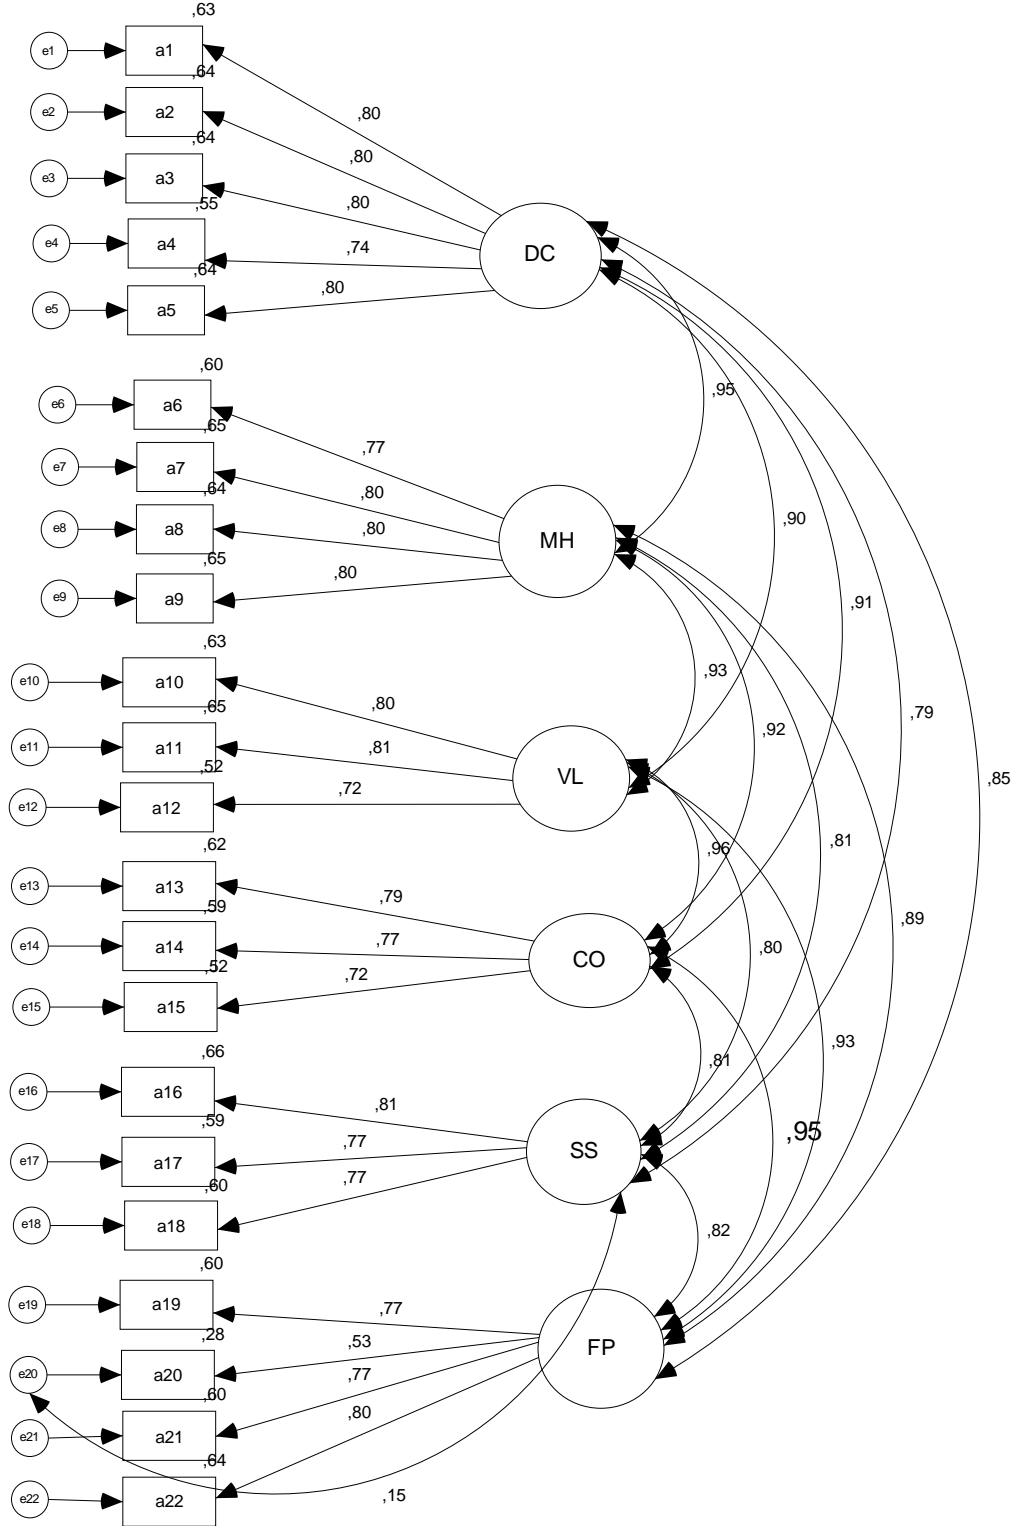 ,63
e1 a1
,64
,80
e2 a2
,64
,80
e3 a3
,55
,80
e4 a4
,74
DC
,64
,80
e5 a5
,60
,95
e6 a6
,65
,77
e7 a7
,64
,80
,90
e8 a8
,80
MH
,65
,80
e9 a9
,91
,63
,93
e10 a10
,65
,80
,79
,92
e11 a11
,81
,52
VL
,85
,72
e12 a12
,62
,96
,81
e13 a13
,79
,59
,89
e14 a14
,77
,80
,52
CO
,72
e15 a15
,93
,66
,81
e16 a16
,81
,59
,95
e17 a17
,77
SS
,60
,77
e18 a18
,82
,60
e19 a19
,77
,28
,53
FP
e20 a20
,77
,60
,80
e21 a21
,64
,15
e22 a22